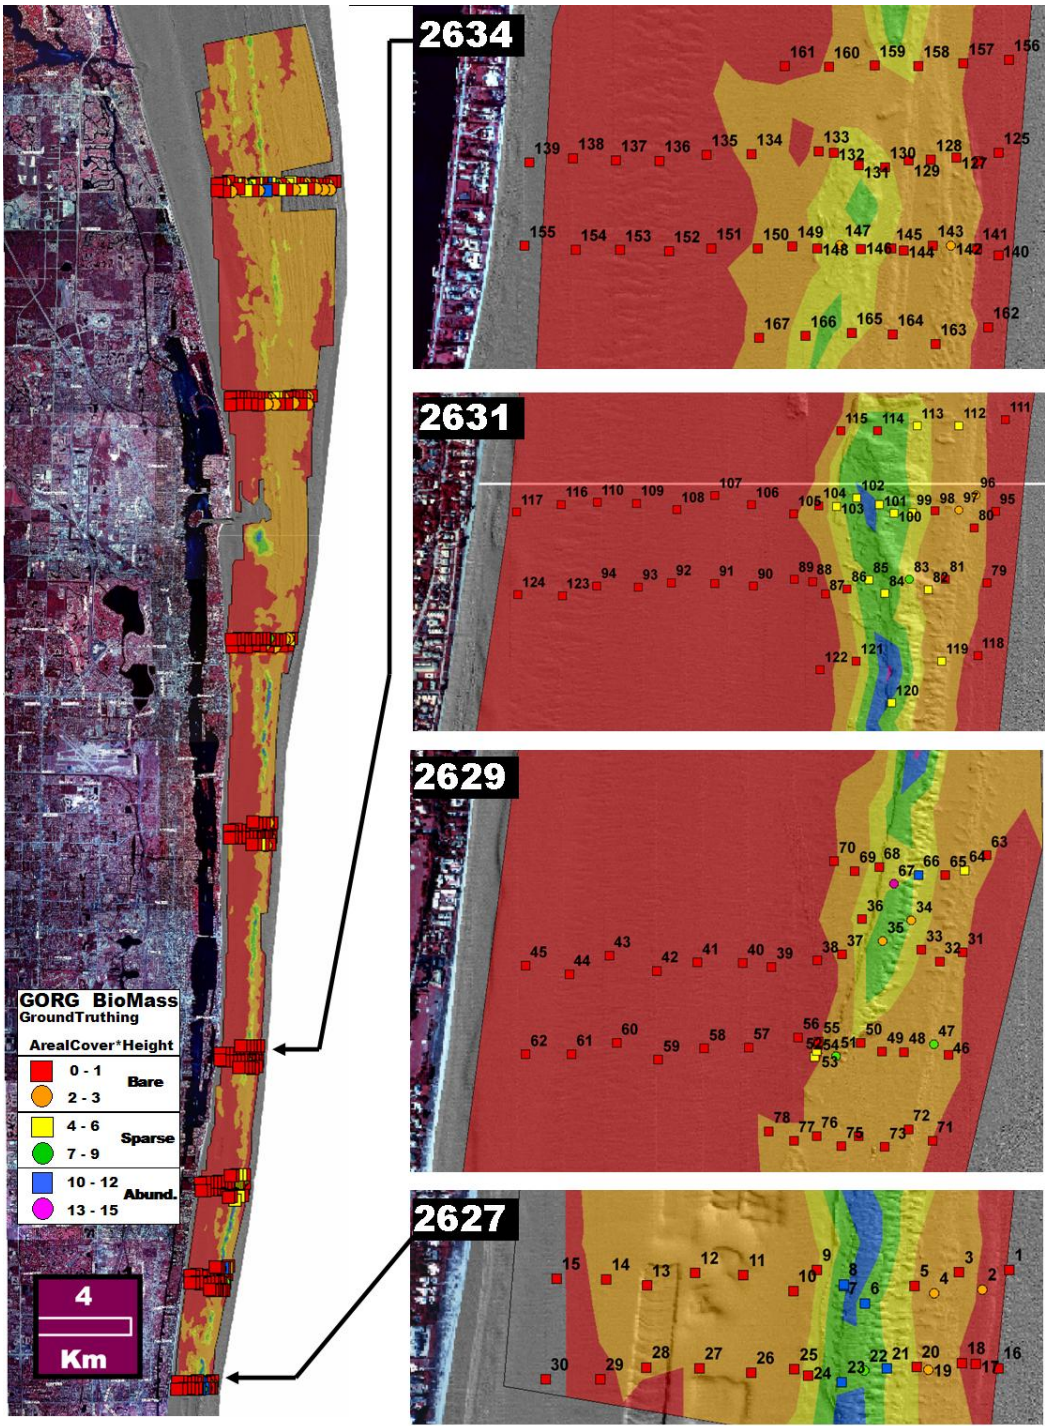 2634
161 160 159 158 157 156
139 138 137 136 135 134 133 132 131 130 129 128 127 125
155 154 153 152 151 150 149 148 147 146 145 144 143 142 141 140
167 166 165 164 163 162
2631
115 114 113 112 111
117 116 110 109 108 107 106 105 104 103 102 101 100 99 98 97 96 95
80
124 123 94 93 92 91 90 89 88 87 86 85 84 83 82 81 79
122 121 120 119 118
2629
70 69 68 67 66 65 64 63
36 35 34
45 44 43 42 41 40 39 38 37 33 32 31
62 61 60 59 58 57 56 55 54 53 51 50 49 48 47 46
78 77 76 75 73 72 71
2627
15 14 13 12 11 10 9 8 7 6 5 4 3 2 1
30 29 28 27 26 25 24 23 22 21 20 19 18 17 16
GORG BioMass
GroundTruthing
ArealCover*Height
0 - 1
Bare
2 - 3
4 - 6
Sparse
7 - 9
10 - 12
Abund.
13 - 15
4
Km